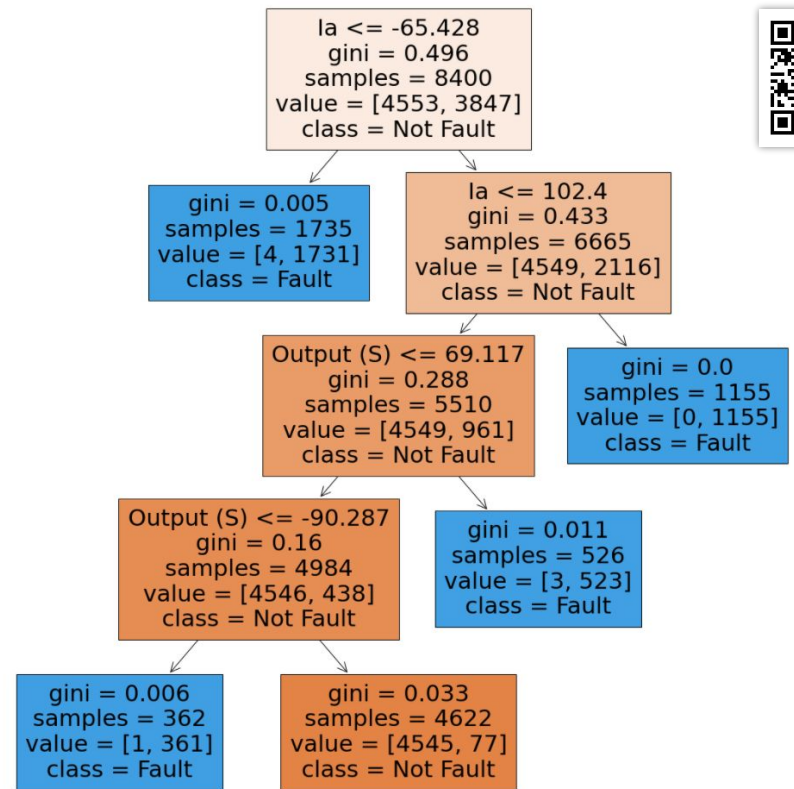 Ia <= -65.428
gini = 0.496
samples = 8400
value = [4553, 3847]
class = Not Fault
gini = 0.005
samples = 1735
value = [4, 1731]
class = Fault
Ia <= 102.4
gini = 0.433
samples = 6665
value = [4549, 2116]
class = Not Fault
Output (S) <= 69.117
gini = 0.288
samples = 5510
value = [4549, 961]
class = Not Fault
gini = 0.0
samples = 1155
value = [0, 1155]
class = Fault
Output (S) <= -90.287
gini = 0.16
samples = 4984
value = [4546, 438]
class = Not Fault
gini = 0.011
samples = 526
value = [3, 523]
class = Fault
gini = 0.006
samples = 362
value = [1, 361]
class = Fault
gini = 0.033
samples = 4622
value = [4545, 77]
class = Not Fault